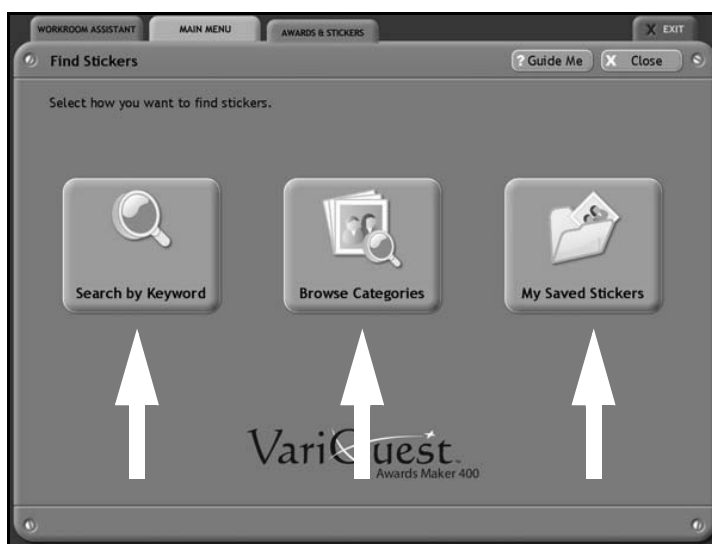 WORKROOM ASSISTANT MAIN MENU AWARDS & STICKERS X EXIT
Find Stickers ? Guide Me X Close
Select how you want to find stickers.
Search by Keyword Browse Categories My Saved Stickers
VariQuest
Awards Maker 400